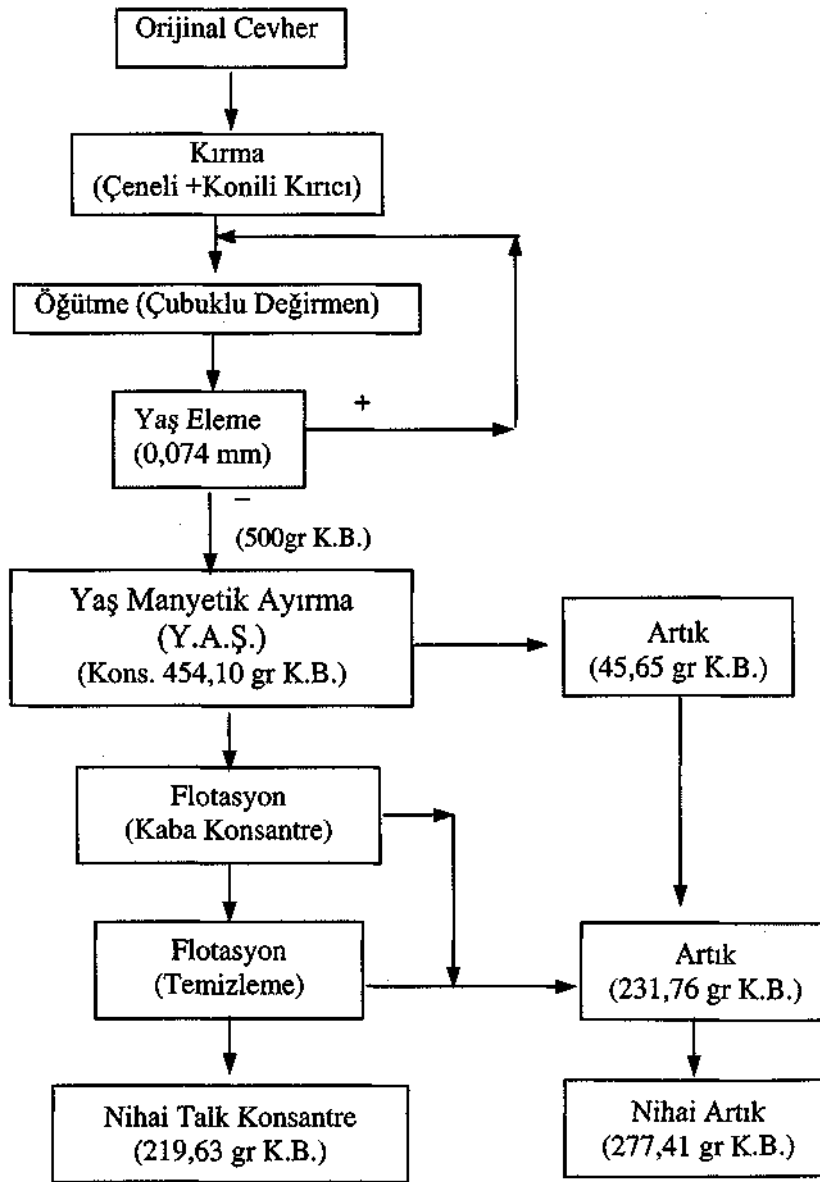 Orijinal Cevher
Kırma
(Çeneli +Konili Kırıcı)
Öğütme (Çubuklu Değirmen)
Yaş Eleme
(0,074 mm)
+
−
(500gr K.B.)
Yaş Manyetik Ayırma
(Y.A.Ş.)
(Kons. 454,10 gr K.B.)
Artık
(45,65 gr K.B.)
Flotasyon
(Kaba Konsantre)
Flotasyon
(Temizleme)
Artık
(231,76 gr K.B.)
Nihai Talk Konsantre
(219,63 gr K.B.)
Nihai Artık
(277,41 gr K.B.)